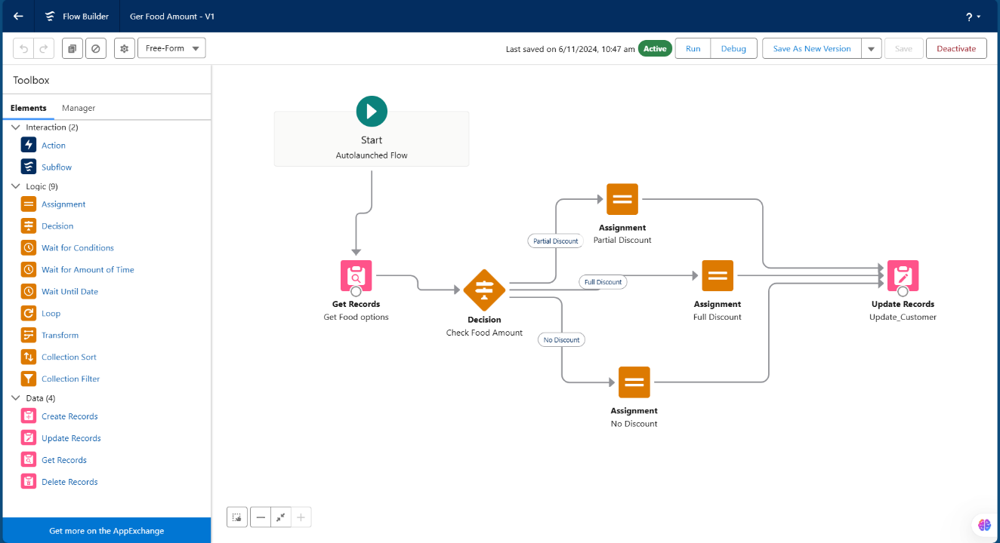 Flow Builder
Ger Food Amount - V1
?
Free-Form
Last saved on 6/11/2024, 10:47 am
Active
Run
Debug
Save As New Version
Save
Deactivate
Toolbox
Elements
Manager
Interaction (2)
Action
Subflow
Logic (9)
Assignment
Decision
Wait for Conditions
Wait for Amount of Time
Wait Until Date
Loop
Transform
Collection Sort
Collection Filter
Data (4)
Create Records
Update Records
Get Records
Delete Records
Get more on the AppExchange
Start
Autolaunched Flow
Get Records
Get Food options
Decision
Check Food Amount
Partial Discount
Full Discount
No Discount
Assignment
Partial Discount
Assignment
Full Discount
Assignment
No Discount
Update Records
Update_Customer